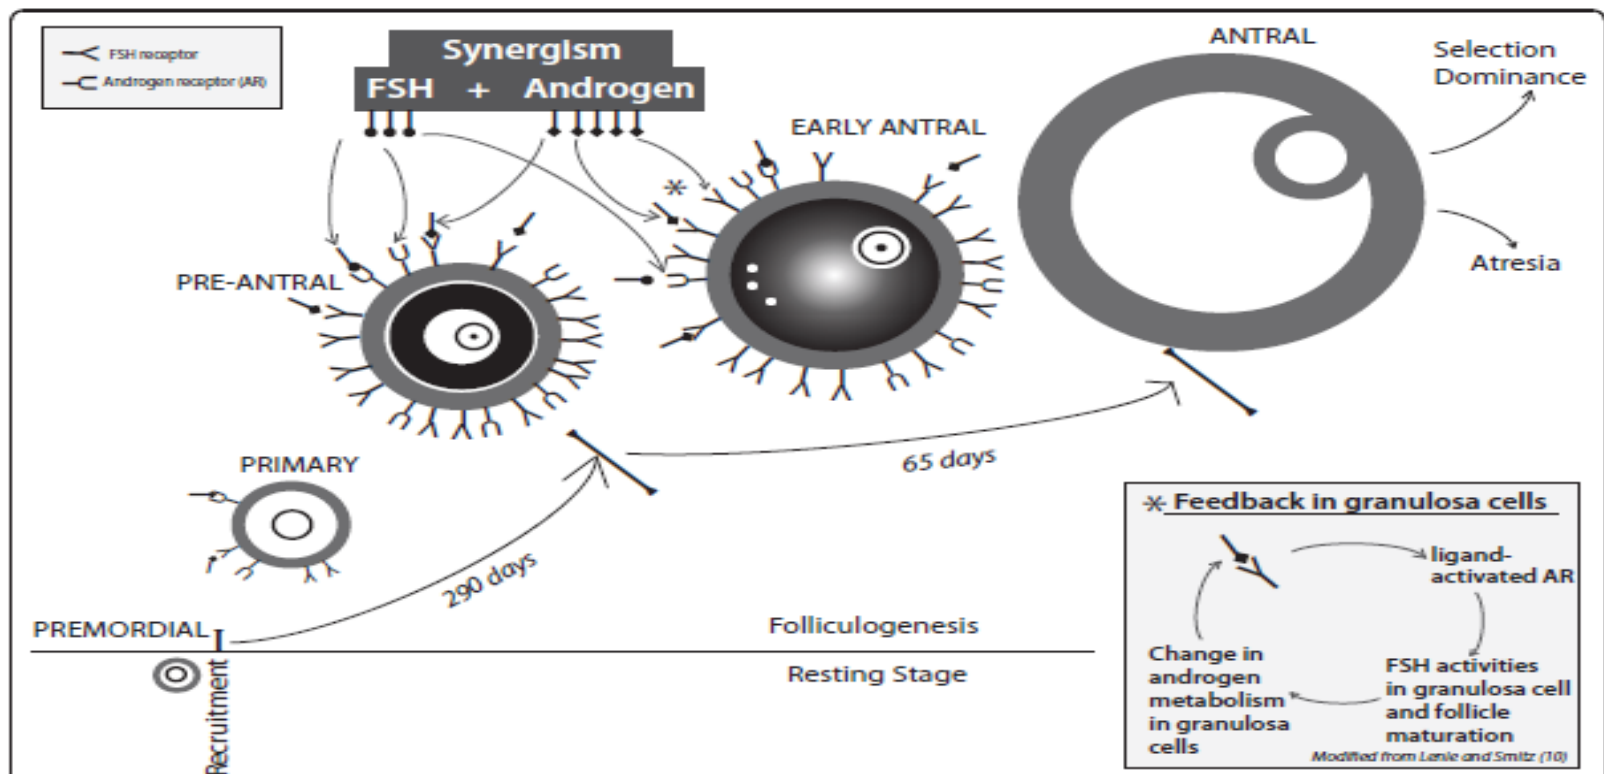 FSH receptor
Androgen receptor (AR)
Synergism
FSH + Androgen
ANTRAL
Selection
Dominance
EARLY ANTRAL
*
Atresia
PRE-ANTRAL
PRIMARY
65 days
290 days
PREMORDIAL
Recruitment
Folliculogenesis
Resting Stage
* Feedback in granulosa cells
ligand-
activated AR
FSH activities
in granulosa cell
and follicle
maturation
Change in
androgen
metabolism
in granulosa
cells
Modified from Lenie and Smitz (10)